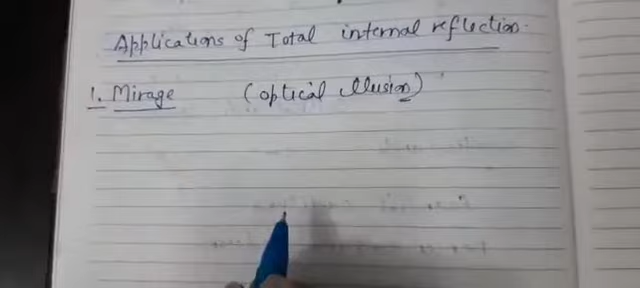 Applications of Total internal reflection.
1. Mirage (optical illusion)